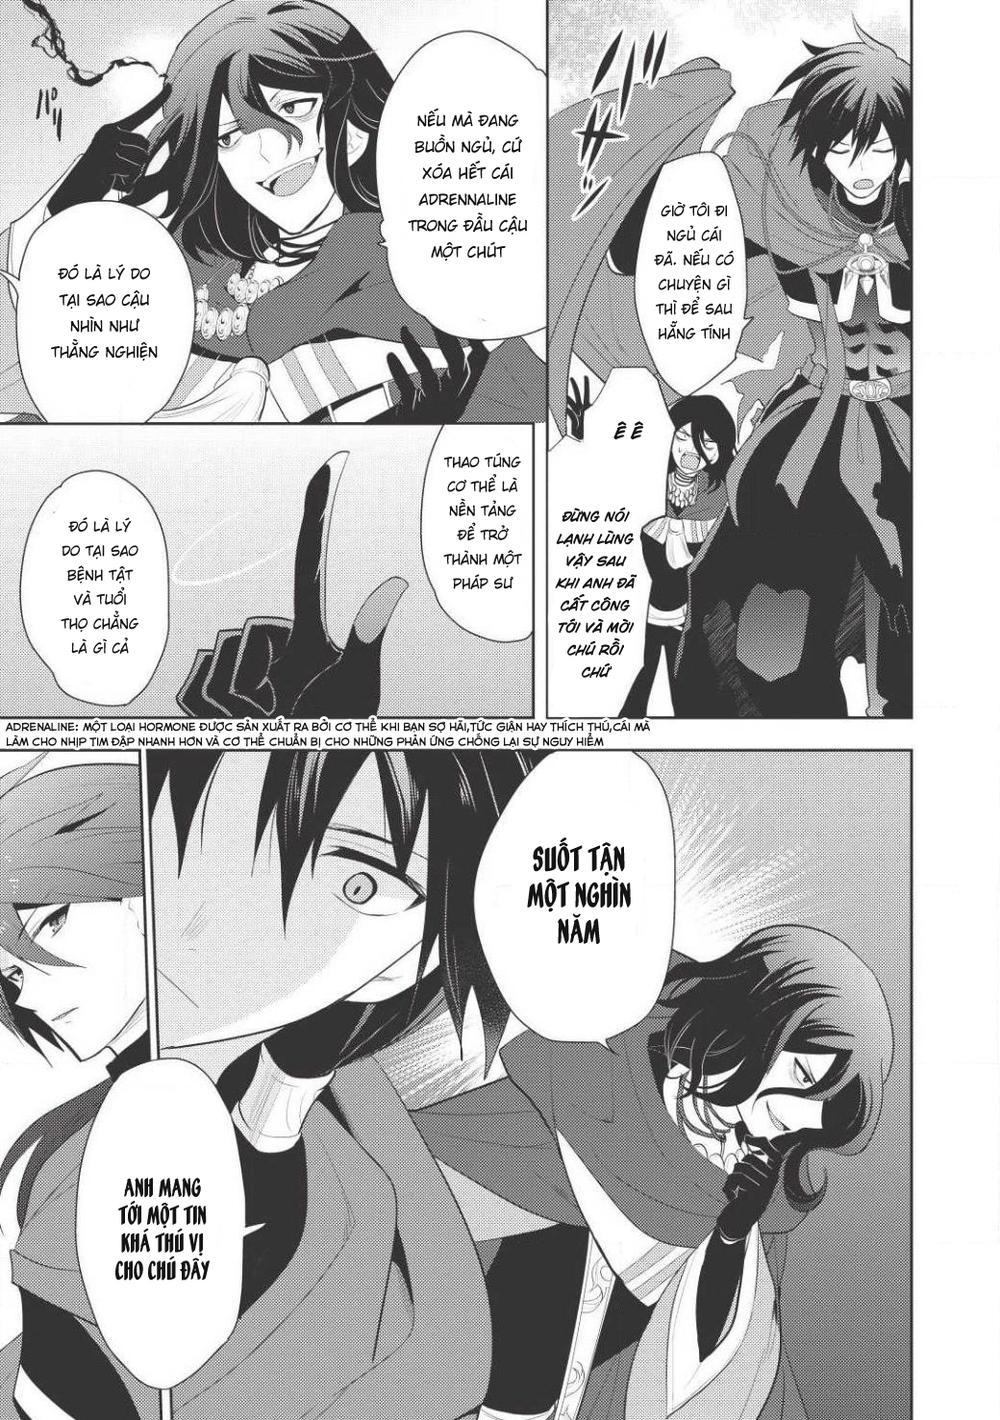 GIỜ TÔI ĐI
NGỦ CÁI
ĐÃ. NẾU CÓ
CHUYỆN GÌ
THÌ ĐỂ SAU
HẴNG TÍNH
Ê Ê
ĐỪNG NÓI
LẠNH LÙNG
VẬY SAU
KHI ANH ĐÃ
CẤT CÔNG
TỚI VÀ MỜI
CHÚ RỒI
CHỨ
NẾU MÀ ĐANG
BUỒN NGỦ, CỨ
XÓA HẾT CÁI
ADRENNALINE
TRONG ĐẦU CẬU
MỘT CHÚT
ĐÓ LÀ LÝ DO
TẠI SAO CẬU
NHÌN NHƯ
THẰNG NGHIỆN
THAO TÚNG
CƠ THỂ LÀ
NỀN TẢNG
ĐỂ TRỞ
THÀNH MỘT
PHÁP SƯ
ĐÓ LÀ LÝ
DO TẠI SAO
BỆNH TẬT
VÀ TUỔI
THỌ CHẲNG
LÀ GÌ CẢ
ADRENALINE: MỘT LOẠI HORMONE ĐƯỢC SẢN XUẤT RA BỞI CƠ THỂ KHI BẠN SỢ HÃI,TỨC GIẬN HAY THÍCH THÚ,CÁI MÀ
LÀM CHO NHỊP TIM ĐẬP NHANH HƠN VÀ CƠ THỂ CHUẨN BỊ CHO NHỮNG PHẢN ỨNG CHỐNG LẠI SỰ NGUY HIỂM
SUỐT TẬN
MỘT NGHÌN
NĂM
ANH MANG
TỚI MỘT TIN
KHÁ THÚ VỊ
CHO CHÚ ĐÂY